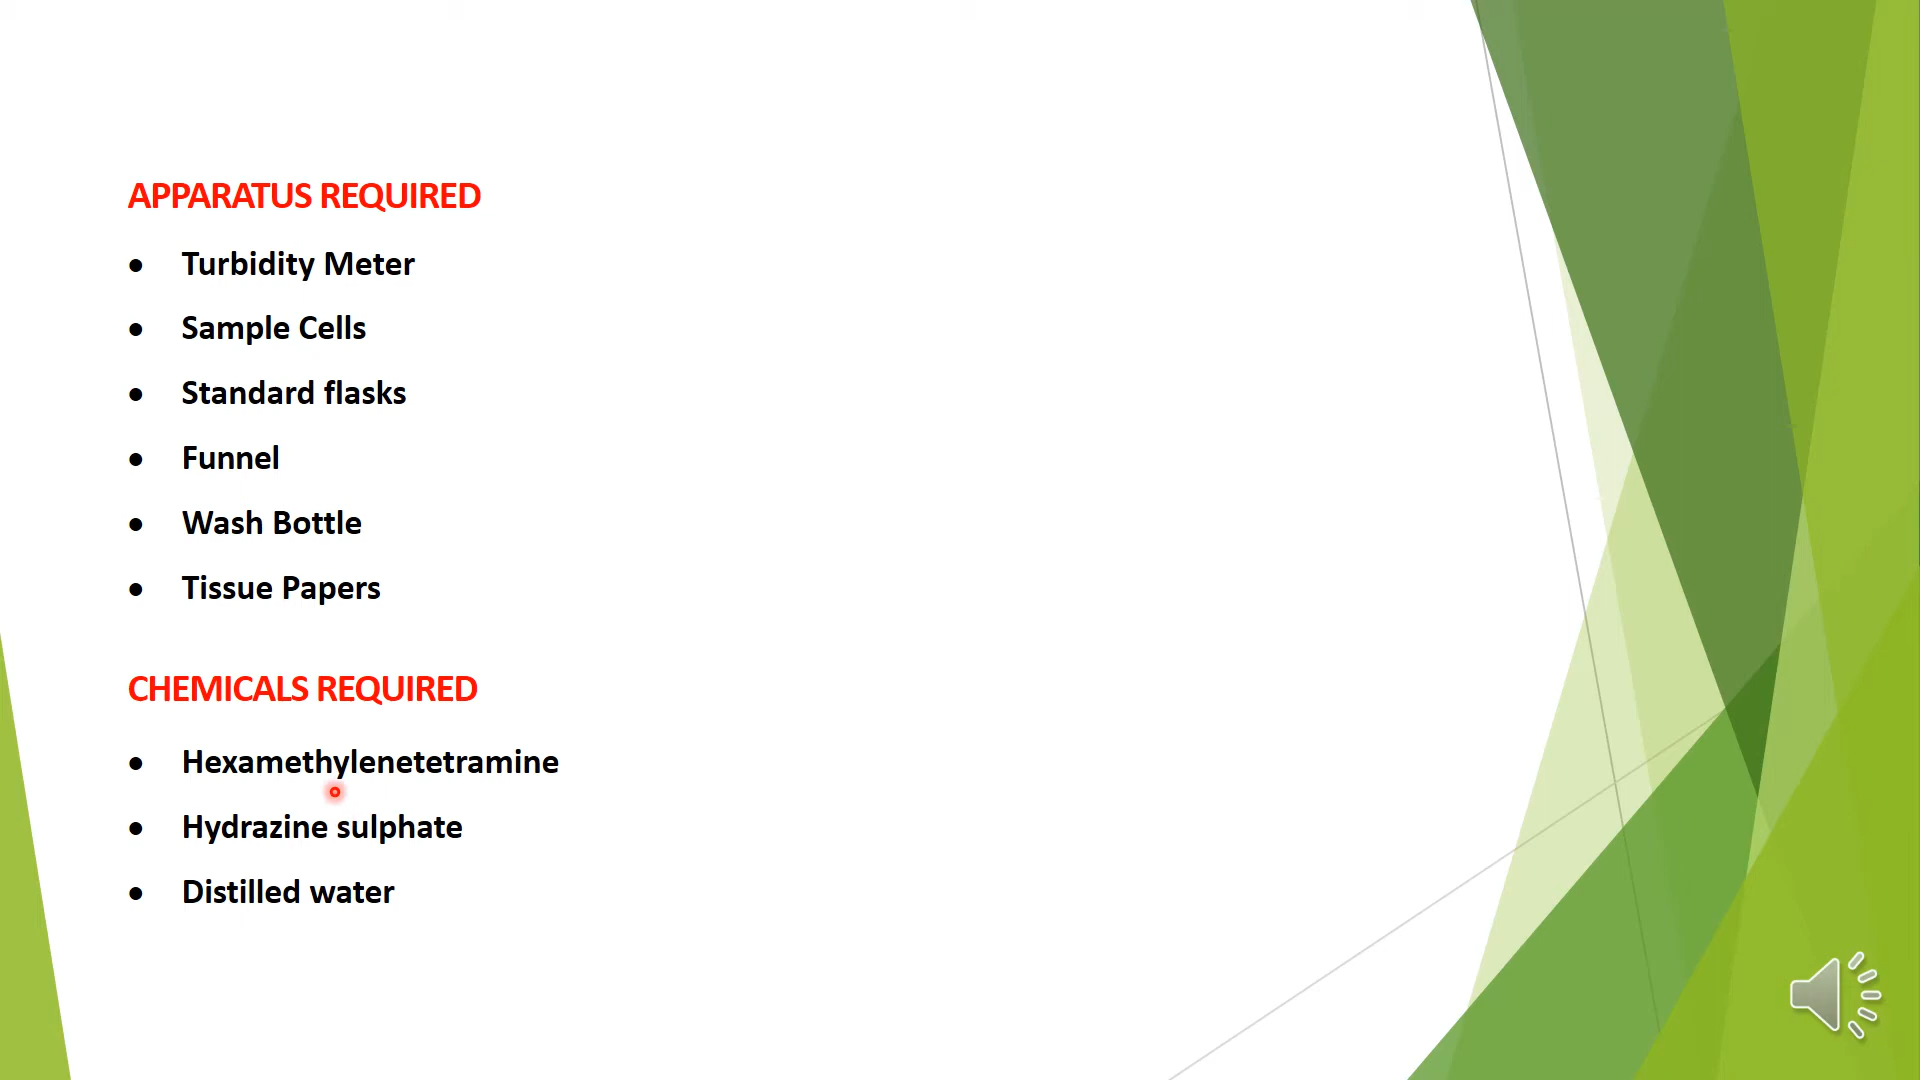 APPARATUS REQUIRED
• Turbidity Meter
• Sample Cells
• Standard flasks
• Funnel
• Wash Bottle
• Tissue Papers
CHEMICALS REQUIRED
• Hexamethylenetetramine
• Hydrazine sulphate
• Distilled water